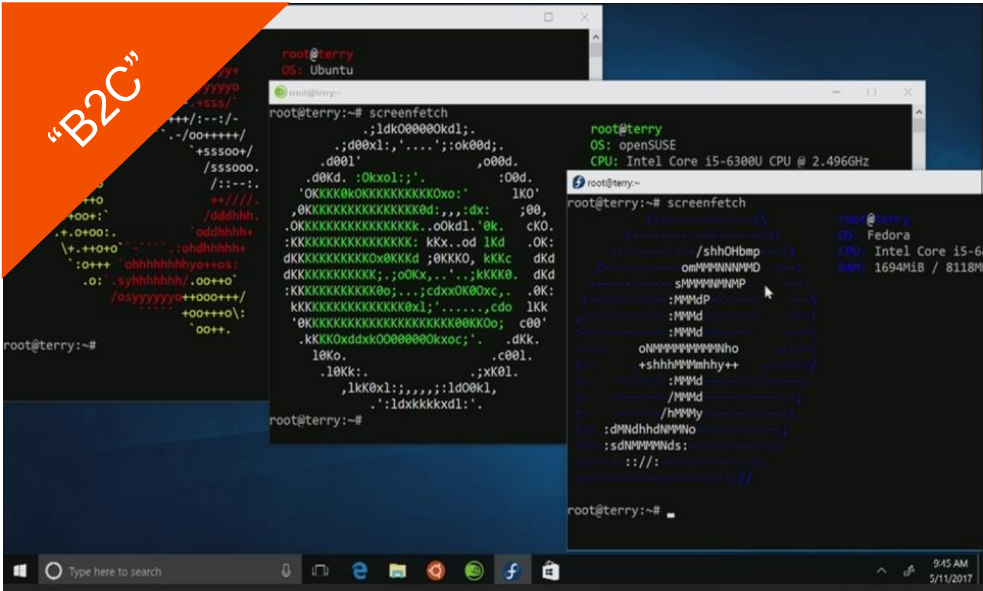 “B2C”
root@terry
OS: Ubuntu
root@terry:~#
root@terry:~
root@terry:~# screenfetch
root@terry
OS: openSUSE
CPU: Intel Core i5-6300U CPU @ 2.496GHz
root@terry:~#
root@terry:~
root@terry:~# screenfetch
root@terry
OS: Fedora
CPU: Intel Core i5-6
RAM: 1694MiB / 8118M
root@terry:~#
Type here to search
9:45 AM
5/11/2017